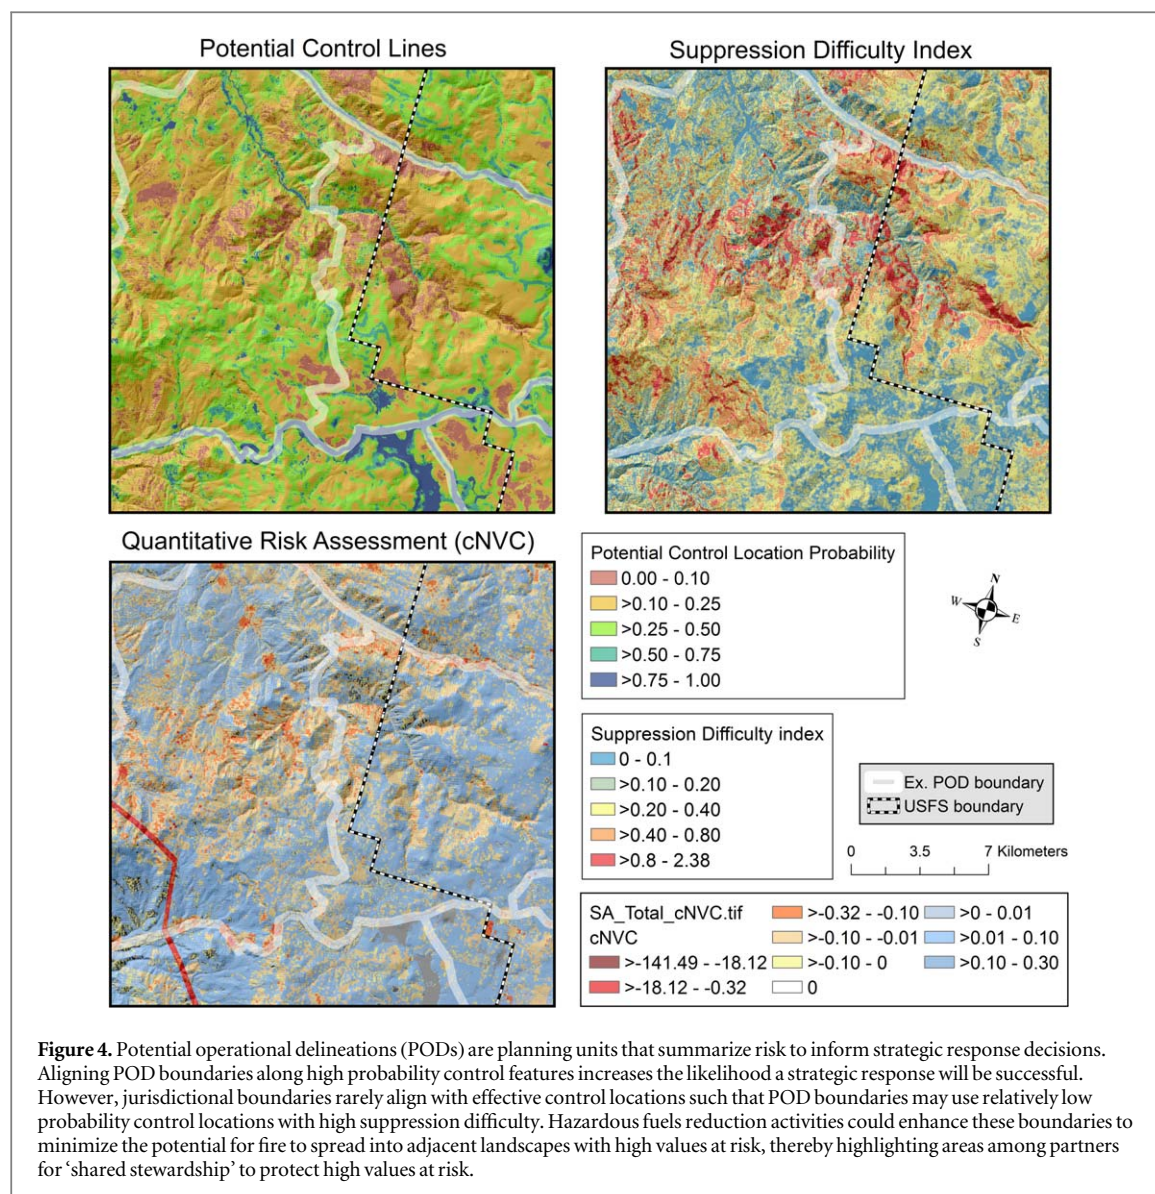 Potential Control Lines
Suppression Difficulty Index
Quantitative Risk Assessment (cNVC)
Potential Control Location Probability
0.00 - 0.10
>0.10 - 0.25
>0.25 - 0.50
>0.50 - 0.75
>0.75 - 1.00
N
W
E
S
Suppression Difficulty index
0 - 0.1
>0.10 - 0.20
>0.20 - 0.40
>0.40 - 0.80
>0.8 - 2.38
Ex. POD boundary
USFS boundary
0 3.5 7 Kilometers
SA_Total_cNVC.tif
cNVC
>-141.49 - -18.12
>-18.12 - -0.32
>-0.32 - -0.10
>-0.10 - -0.01
>-0.10 - 0
0
>0 - 0.01
>0.01 - 0.10
>0.10 - 0.30
Figure 4. Potential operational delineations (PODs) are planning units that summarize risk to inform strategic response decisions.
Aligning POD boundaries along high probability control features increases the likelihood a strategic response will be successful.
However, jurisdictional boundaries rarely align with effective control locations such that POD boundaries may use relatively low
probability control locations with high suppression difficulty. Hazardous fuels reduction activities could enhance these boundaries to
minimize the potential for fire to spread into adjacent landscapes with high values at risk, thereby highlighting areas among partners
for ‘shared stewardship’ to protect high values at risk.